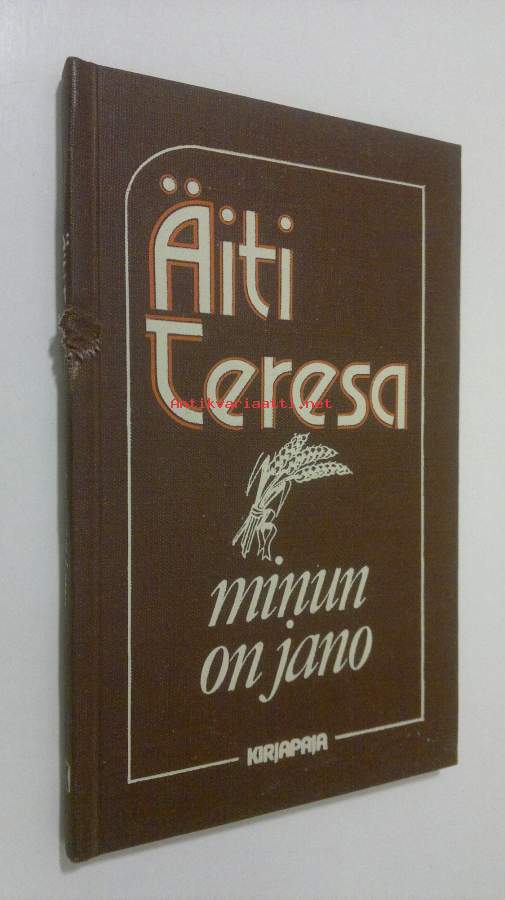 Äiti
Teresa
Antikvariaatti.net
minun
on jano
KIRJAPAJA